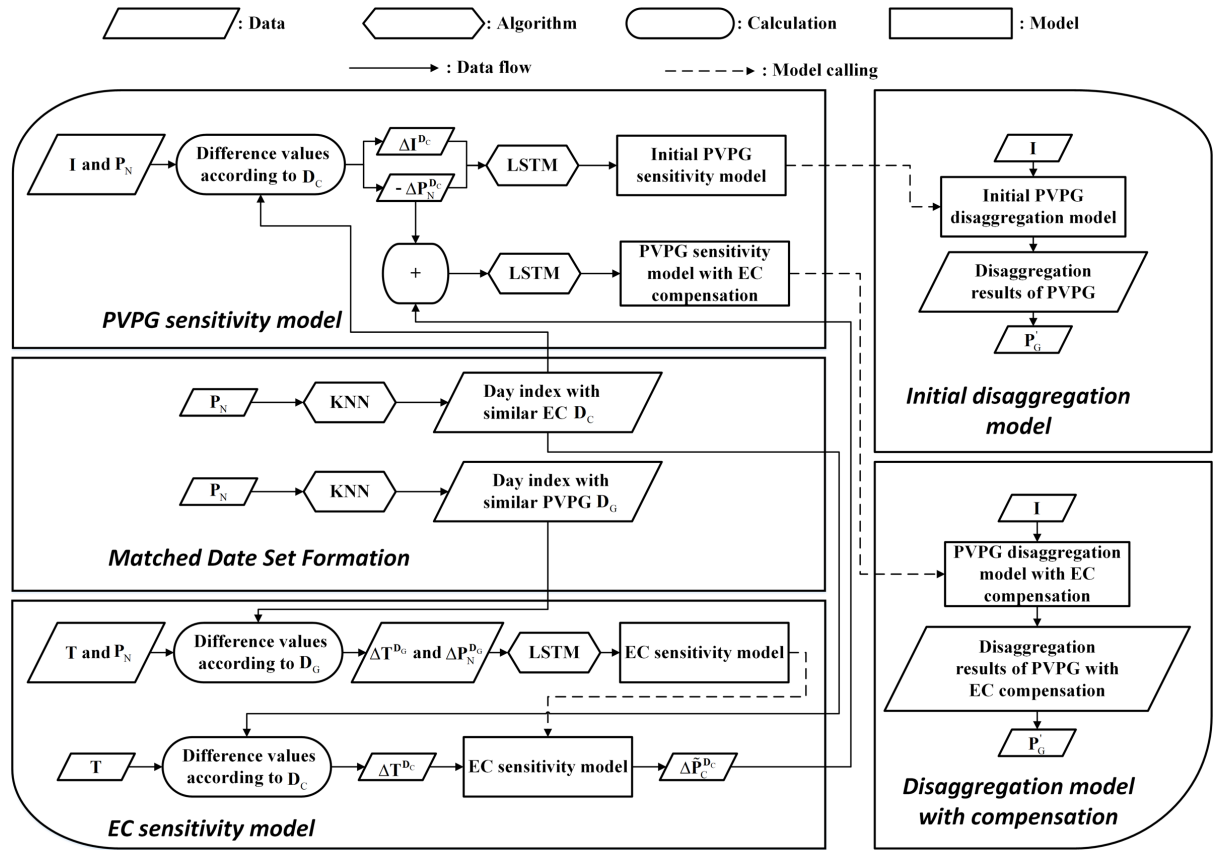 : Data
: Algorithm
: Calculation
: Model
: Data flow
: Model calling
I and P_N
Difference values
according to D_C
ΔI^{D_C}
- ΔP_N^{D_C}
LSTM
Initial PVPG
sensitivity model
+
LSTM
PVPG sensitivity
model with EC
compensation
PVPG sensitivity model
P_N
KNN
Day index with
similar EC D_C
P_N
KNN
Day index with
similar PVPG D_G
Matched Date Set Formation
T and P_N
Difference values
according to D_G
ΔT^{D_G} and ΔP_N^{D_G}
LSTM
EC sensitivity model
T
Difference values
according to D_C
ΔT^{D_C}
EC sensitivity model
ΔP̃_C^{D_C}
EC sensitivity model
I
Initial PVPG
disaggregation model
Disaggregation
results of PVPG
P'_G
Initial disaggregation
model
I
PVPG disaggregation
model with EC
compensation
Disaggregation
results of PVPG with
EC compensation
P'_G
Disaggregation model
with compensation